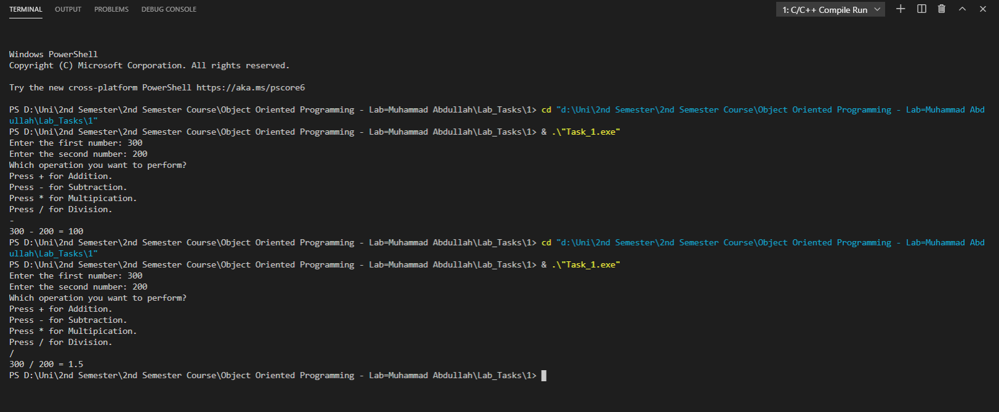 TERMINAL OUTPUT PROBLEMS DEBUG CONSOLE 1: C/C++ Compile Run
Windows PowerShell
Copyright (C) Microsoft Corporation. All rights reserved.
Try the new cross-platform PowerShell https://aka.ms/pscore6
PS D:\Uni\2nd Semester\2nd Semester Course\Object Oriented Programming - Lab=Muhammad Abdullah\Lab_Tasks\1> cd "d:\Uni\2nd Semester\2nd Semester Course\Object Oriented Programming - Lab=Muhammad Abd
ullah\Lab_Tasks\1"
PS D:\Uni\2nd Semester\2nd Semester Course\Object Oriented Programming - Lab=Muhammad Abdullah\Lab_Tasks\1> & .\"Task_1.exe"
Enter the first number: 300
Enter the second number: 200
Which operation you want to perform?
Press + for Addition.
Press - for Subtraction.
Press * for Multipication.
Press / for Division.
-
300 - 200 = 100
PS D:\Uni\2nd Semester\2nd Semester Course\Object Oriented Programming - Lab=Muhammad Abdullah\Lab_Tasks\1> cd "d:\Uni\2nd Semester\2nd Semester Course\Object Oriented Programming - Lab=Muhammad Abd
ullah\Lab_Tasks\1"
PS D:\Uni\2nd Semester\2nd Semester Course\Object Oriented Programming - Lab=Muhammad Abdullah\Lab_Tasks\1> & .\"Task_1.exe"
Enter the first number: 300
Enter the second number: 200
Which operation you want to perform?
Press + for Addition.
Press - for Subtraction.
Press * for Multipication.
Press / for Division.
/
300 / 200 = 1.5
PS D:\Uni\2nd Semester\2nd Semester Course\Object Oriented Programming - Lab=Muhammad Abdullah\Lab_Tasks\1>